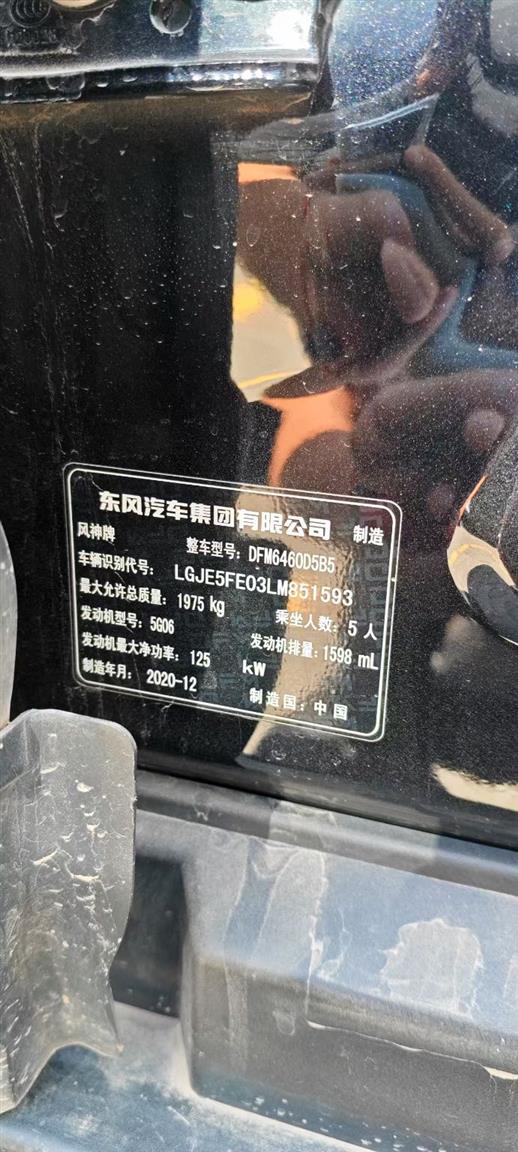 东风汽车集团有限公司 制造
风神牌 整车型号: DFM6460D5B5
车辆识别代号: LGJE5FE03LM851593
最大允许总质量: 1975 kg 乘坐人数: 5 人
发动机型号: 5G06 发动机排量: 1598 mL
发动机最大净功率: 125 kW
制造年月: 2020-12 制造国: 中国